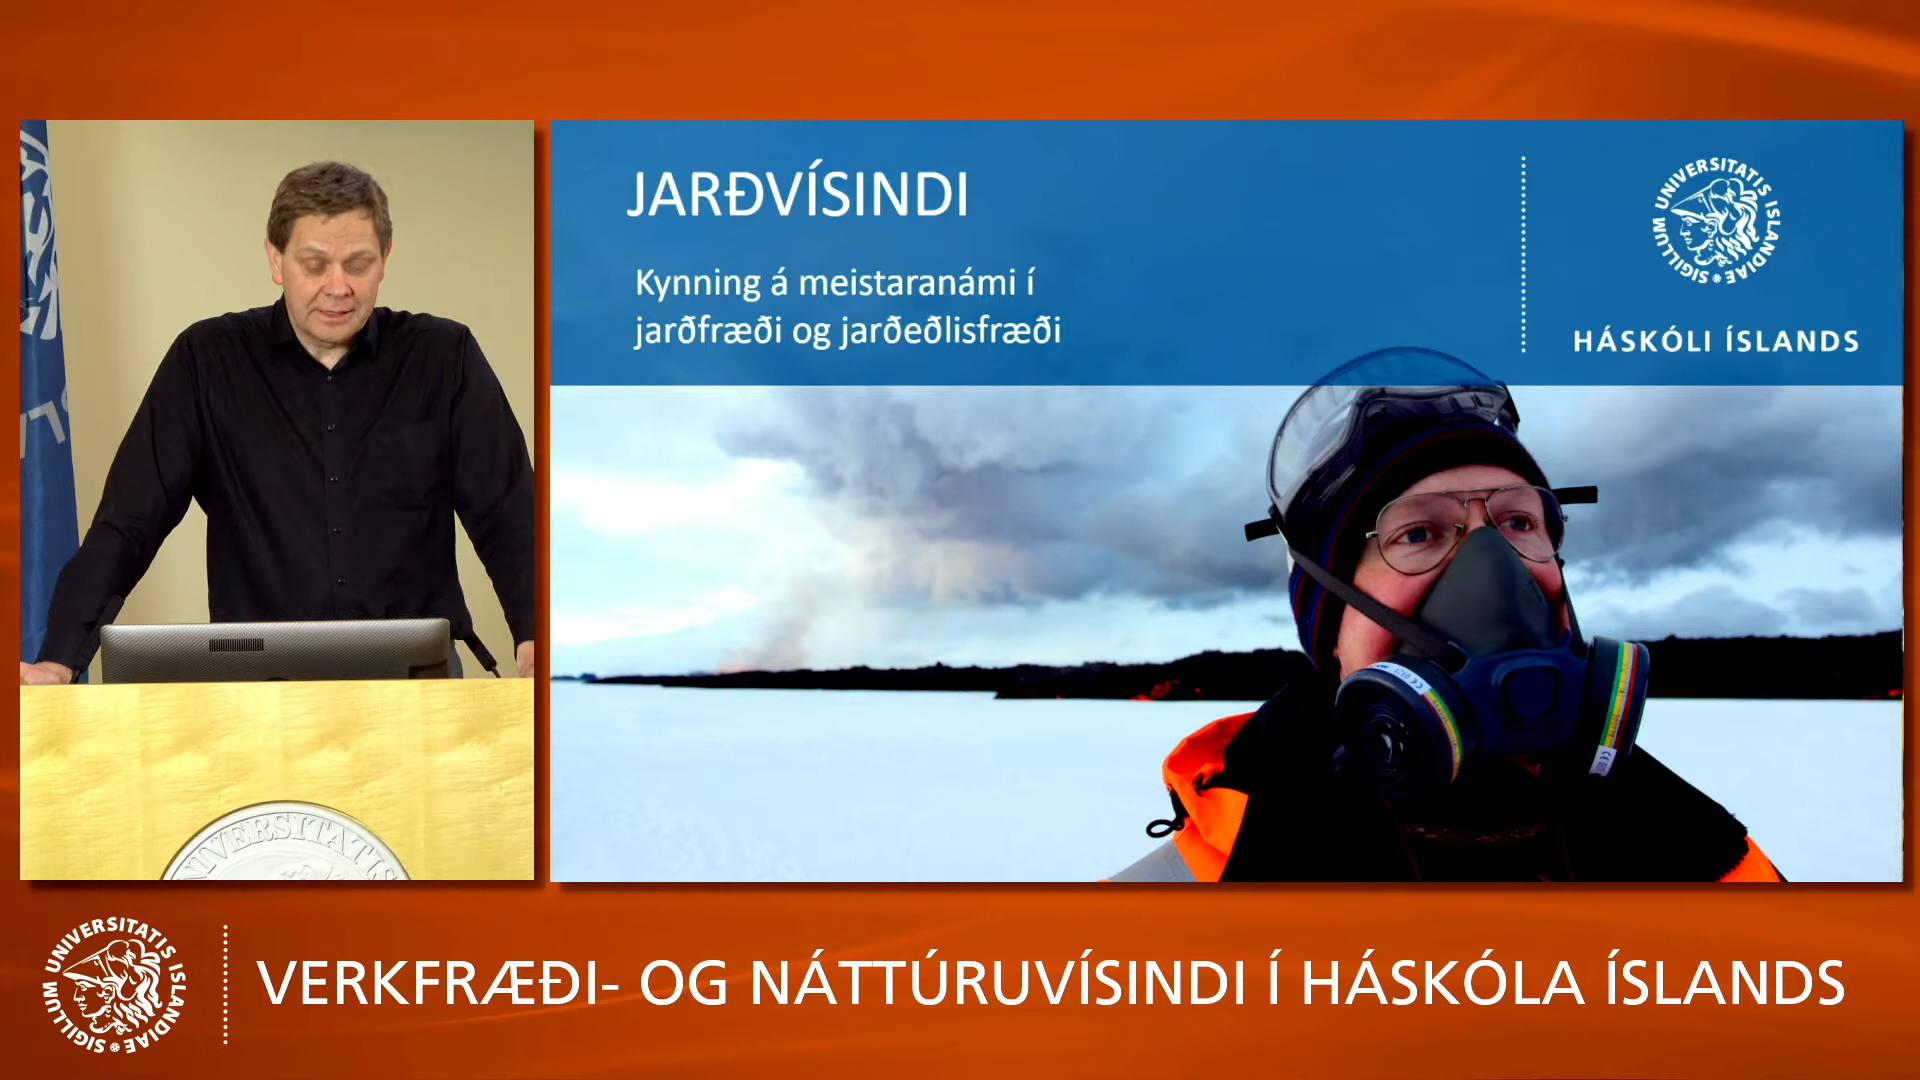 JARÐVÍSINDI
Kynning á meistaranámi í
jarðfræði og jarðeðlisfræði
SIGILLUM UNIVERSITATIS ISLANDIAE
HÁSKÓLI ÍSLANDS
UNIVERSITATIS
SIGILLUM UNIVERSITATIS ISLANDIAE
VERKFRÆÐI- OG NÁTTÚRUVÍSINDI Í HÁSKÓLA ÍSLANDS